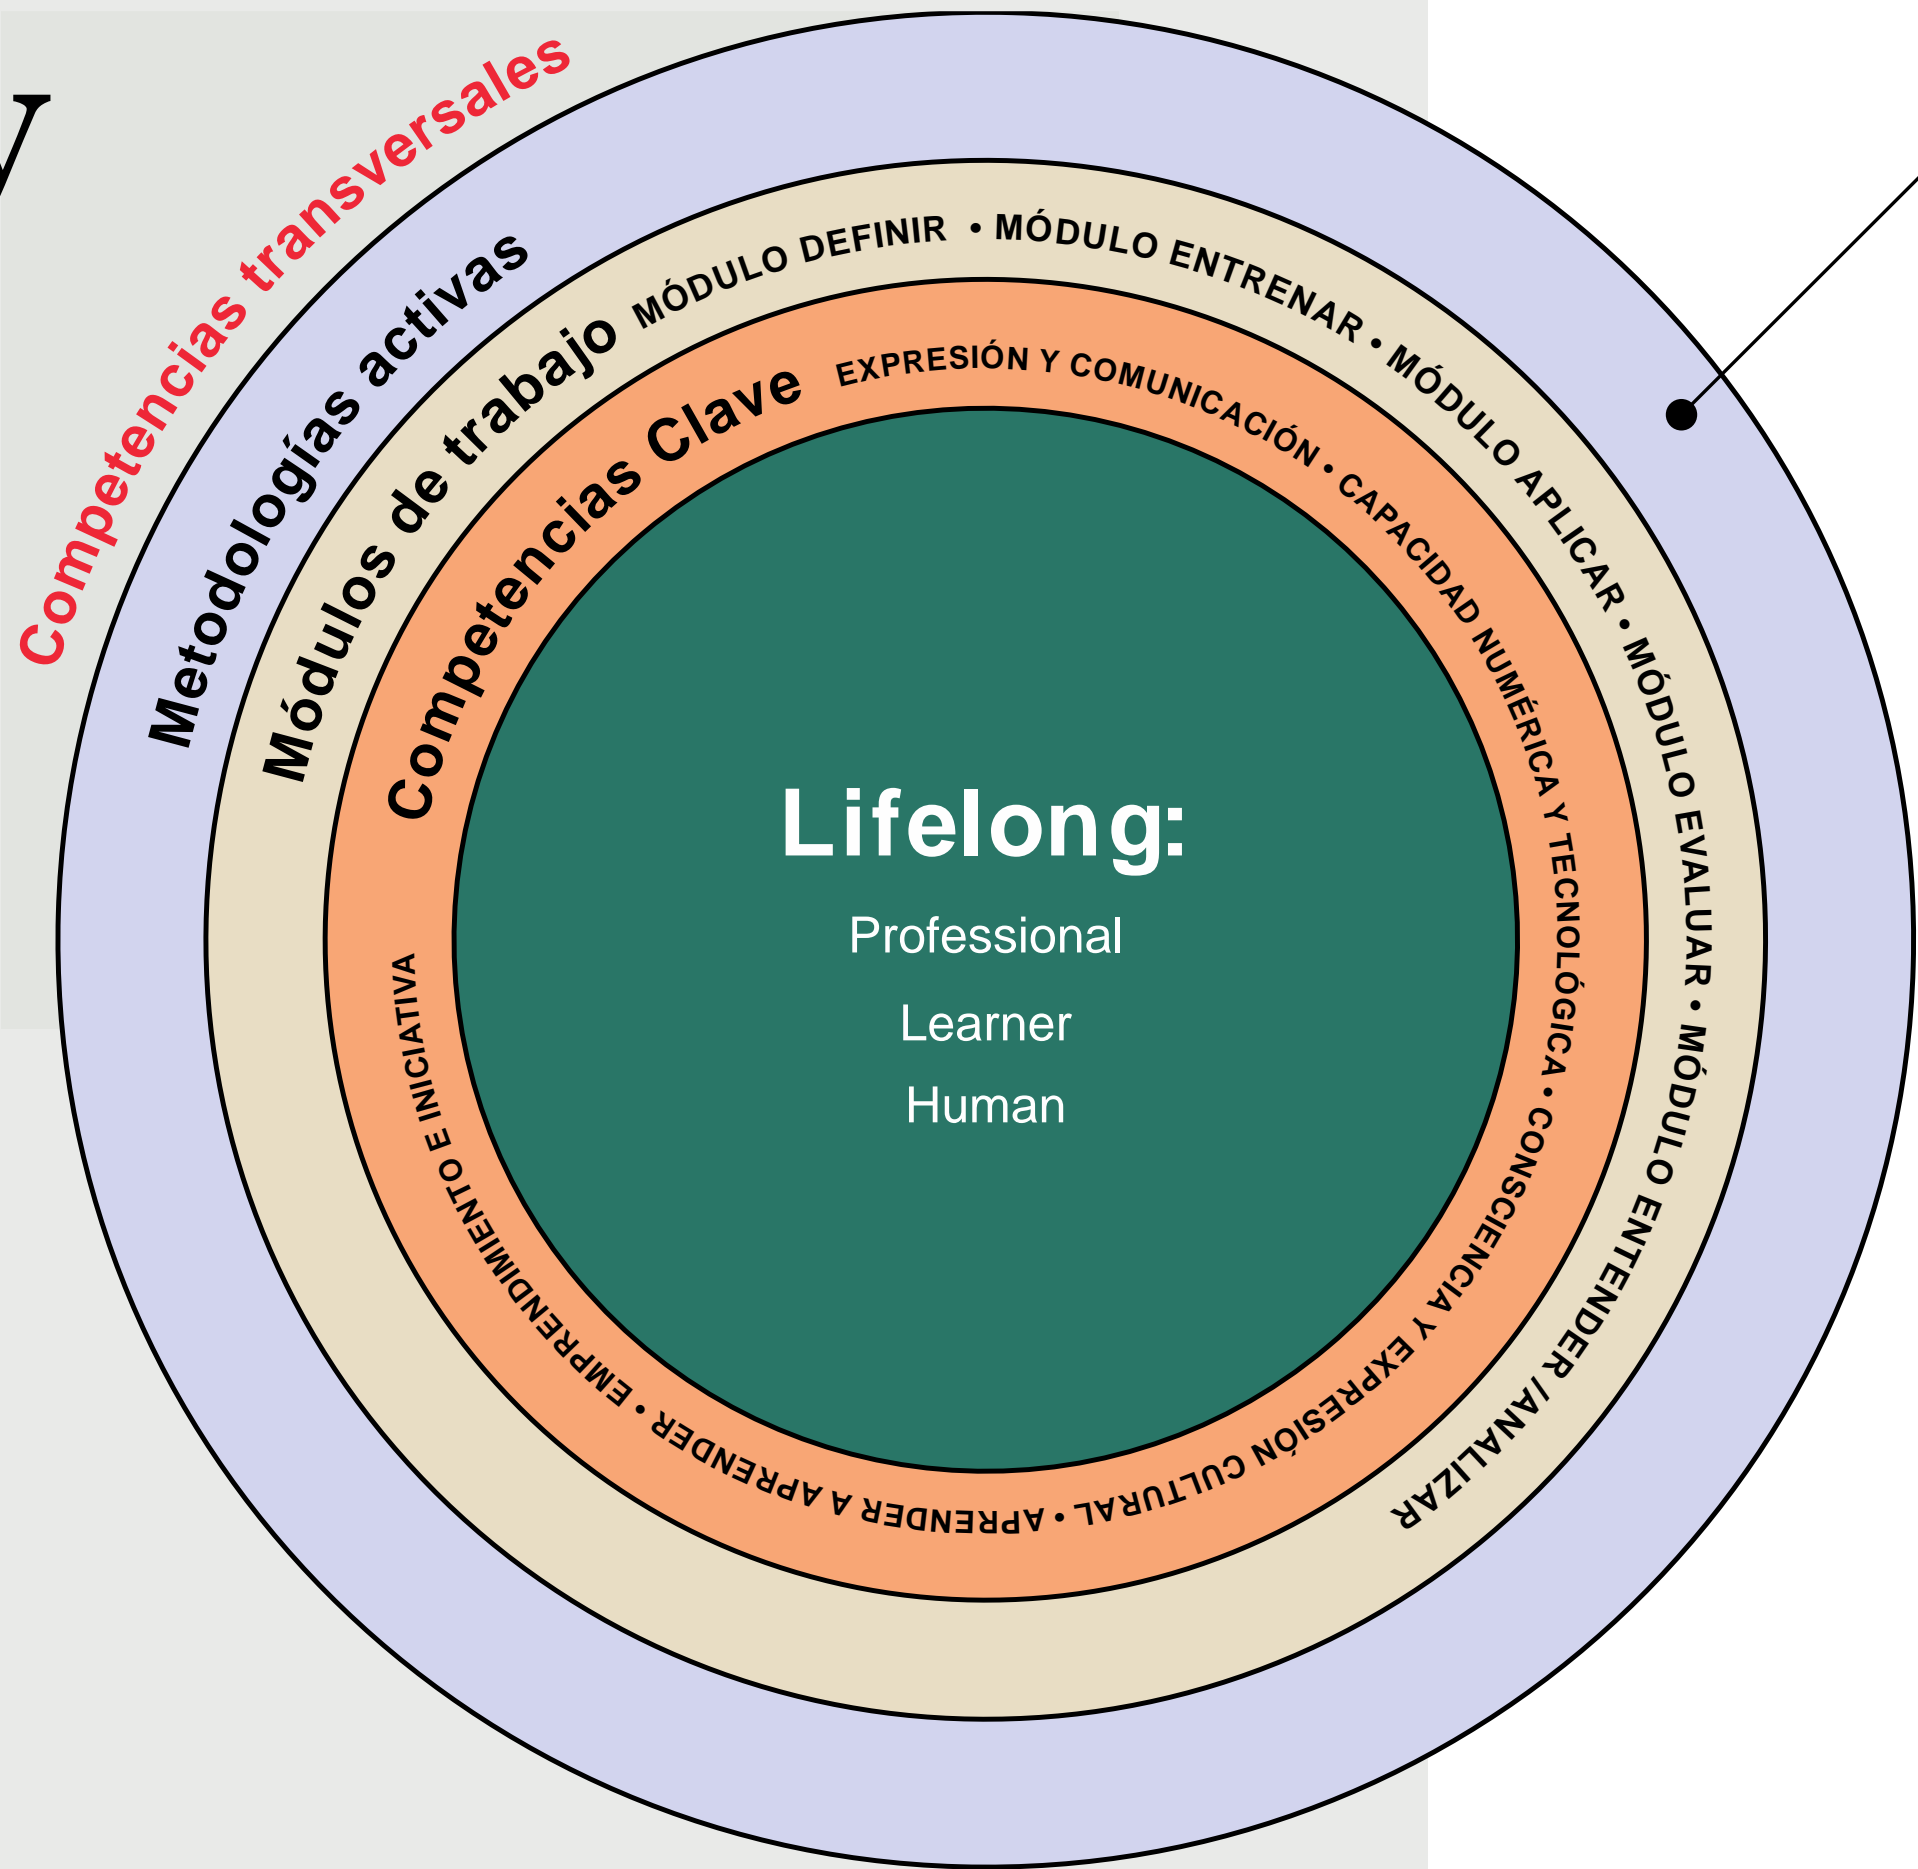 y
Competencias transversales
Metodologías activas
Módulos de trabajo
MÓDULO DEFINIR • MÓDULO ENTRENAR • MÓDULO APLICAR • MÓDULO EVALUAR • MÓDULO ENTENDER //ANALIZAR
Competencias Clave
EXPRESIÓN Y COMUNICACIÓN • CAPACIDAD NUMÉRICA Y TECNOLÓGICA • CONSCIENCIA Y EXPRESIÓN CULTURAL • APRENDER A APRENDER • EMPRENDIMIENTO E INICIATIVA
Lifelong:
Professional
Learner
Human